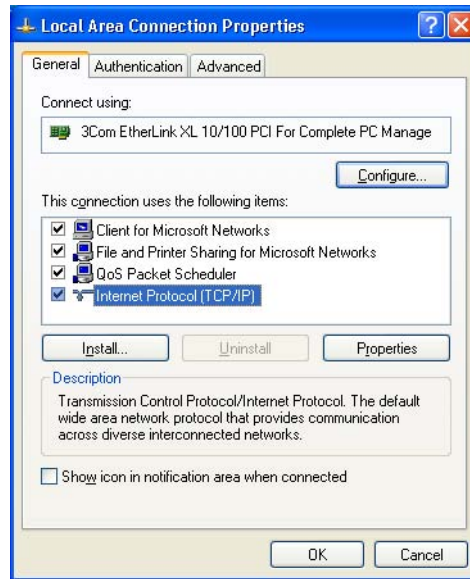 Local Area Connection Properties
General Authentication Advanced
Connect using:
3Com EtherLink XL 10/100 PCI For Complete PC Manage
Configure...
This connection uses the following items:
Client for Microsoft Networks
File and Printer Sharing for Microsoft Networks
QoS Packet Scheduler
Internet Protocol (TCP/IP)
Install... Uninstall Properties
Description
Transmission Control Protocol/Internet Protocol. The default
wide area network protocol that provides communication
across diverse interconnected networks.
Show icon in notification area when connected
OK Cancel